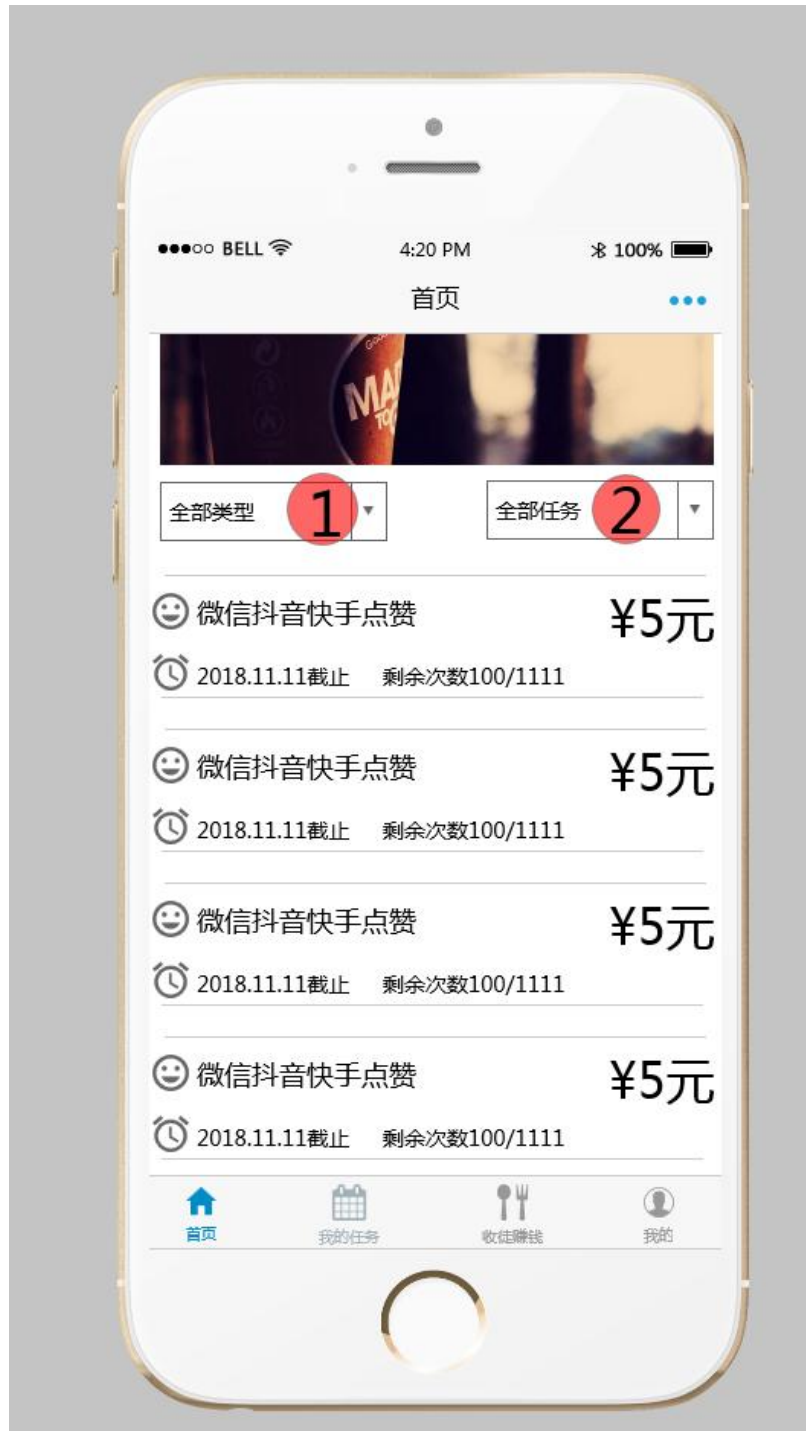 ●●●○○ BELL 4:20 PM 100%
首页
GOOD
MAD
TO
GO
全部类型 1 全部任务 2
微信抖音快手点赞 ¥5元
2018.11.11截止 剩余次数100/1111
微信抖音快手点赞 ¥5元
2018.11.11截止 剩余次数100/1111
微信抖音快手点赞 ¥5元
2018.11.11截止 剩余次数100/1111
微信抖音快手点赞 ¥5元
2018.11.11截止 剩余次数100/1111
首页 我的任务 收徒赚钱 我的